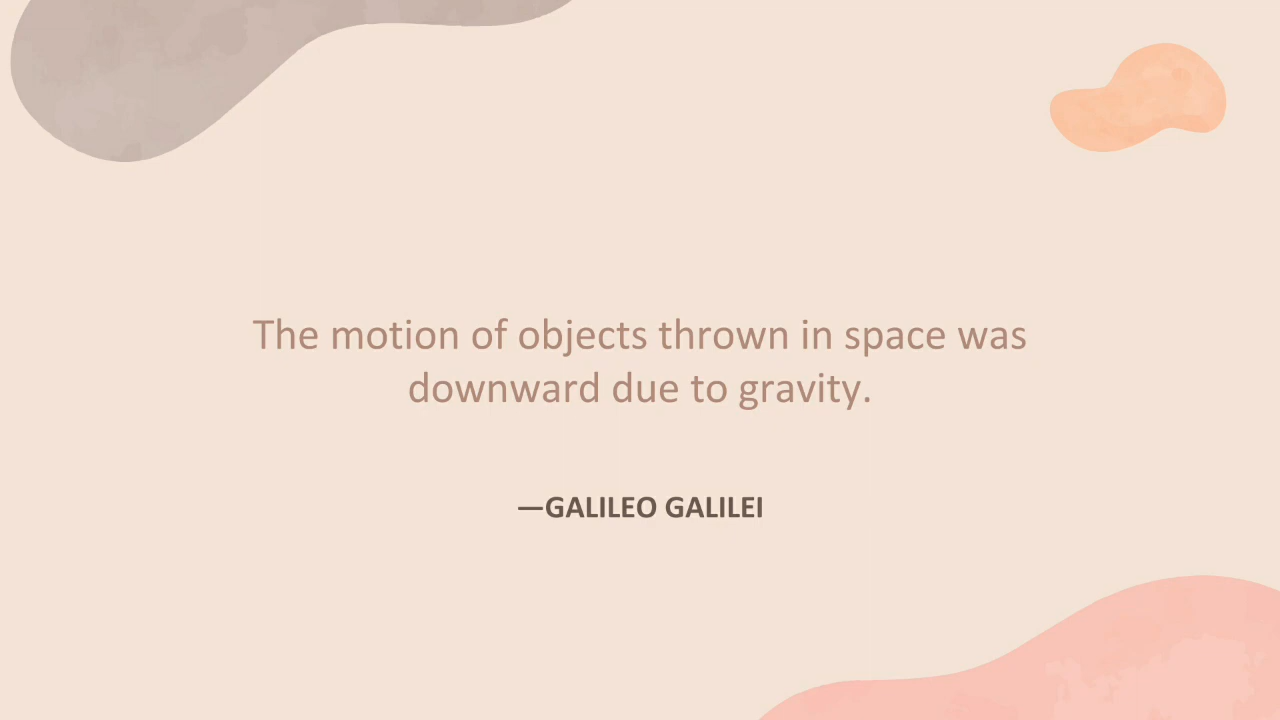 The motion of objects thrown in space was
downward due to gravity.
—GALILEO GALILEI